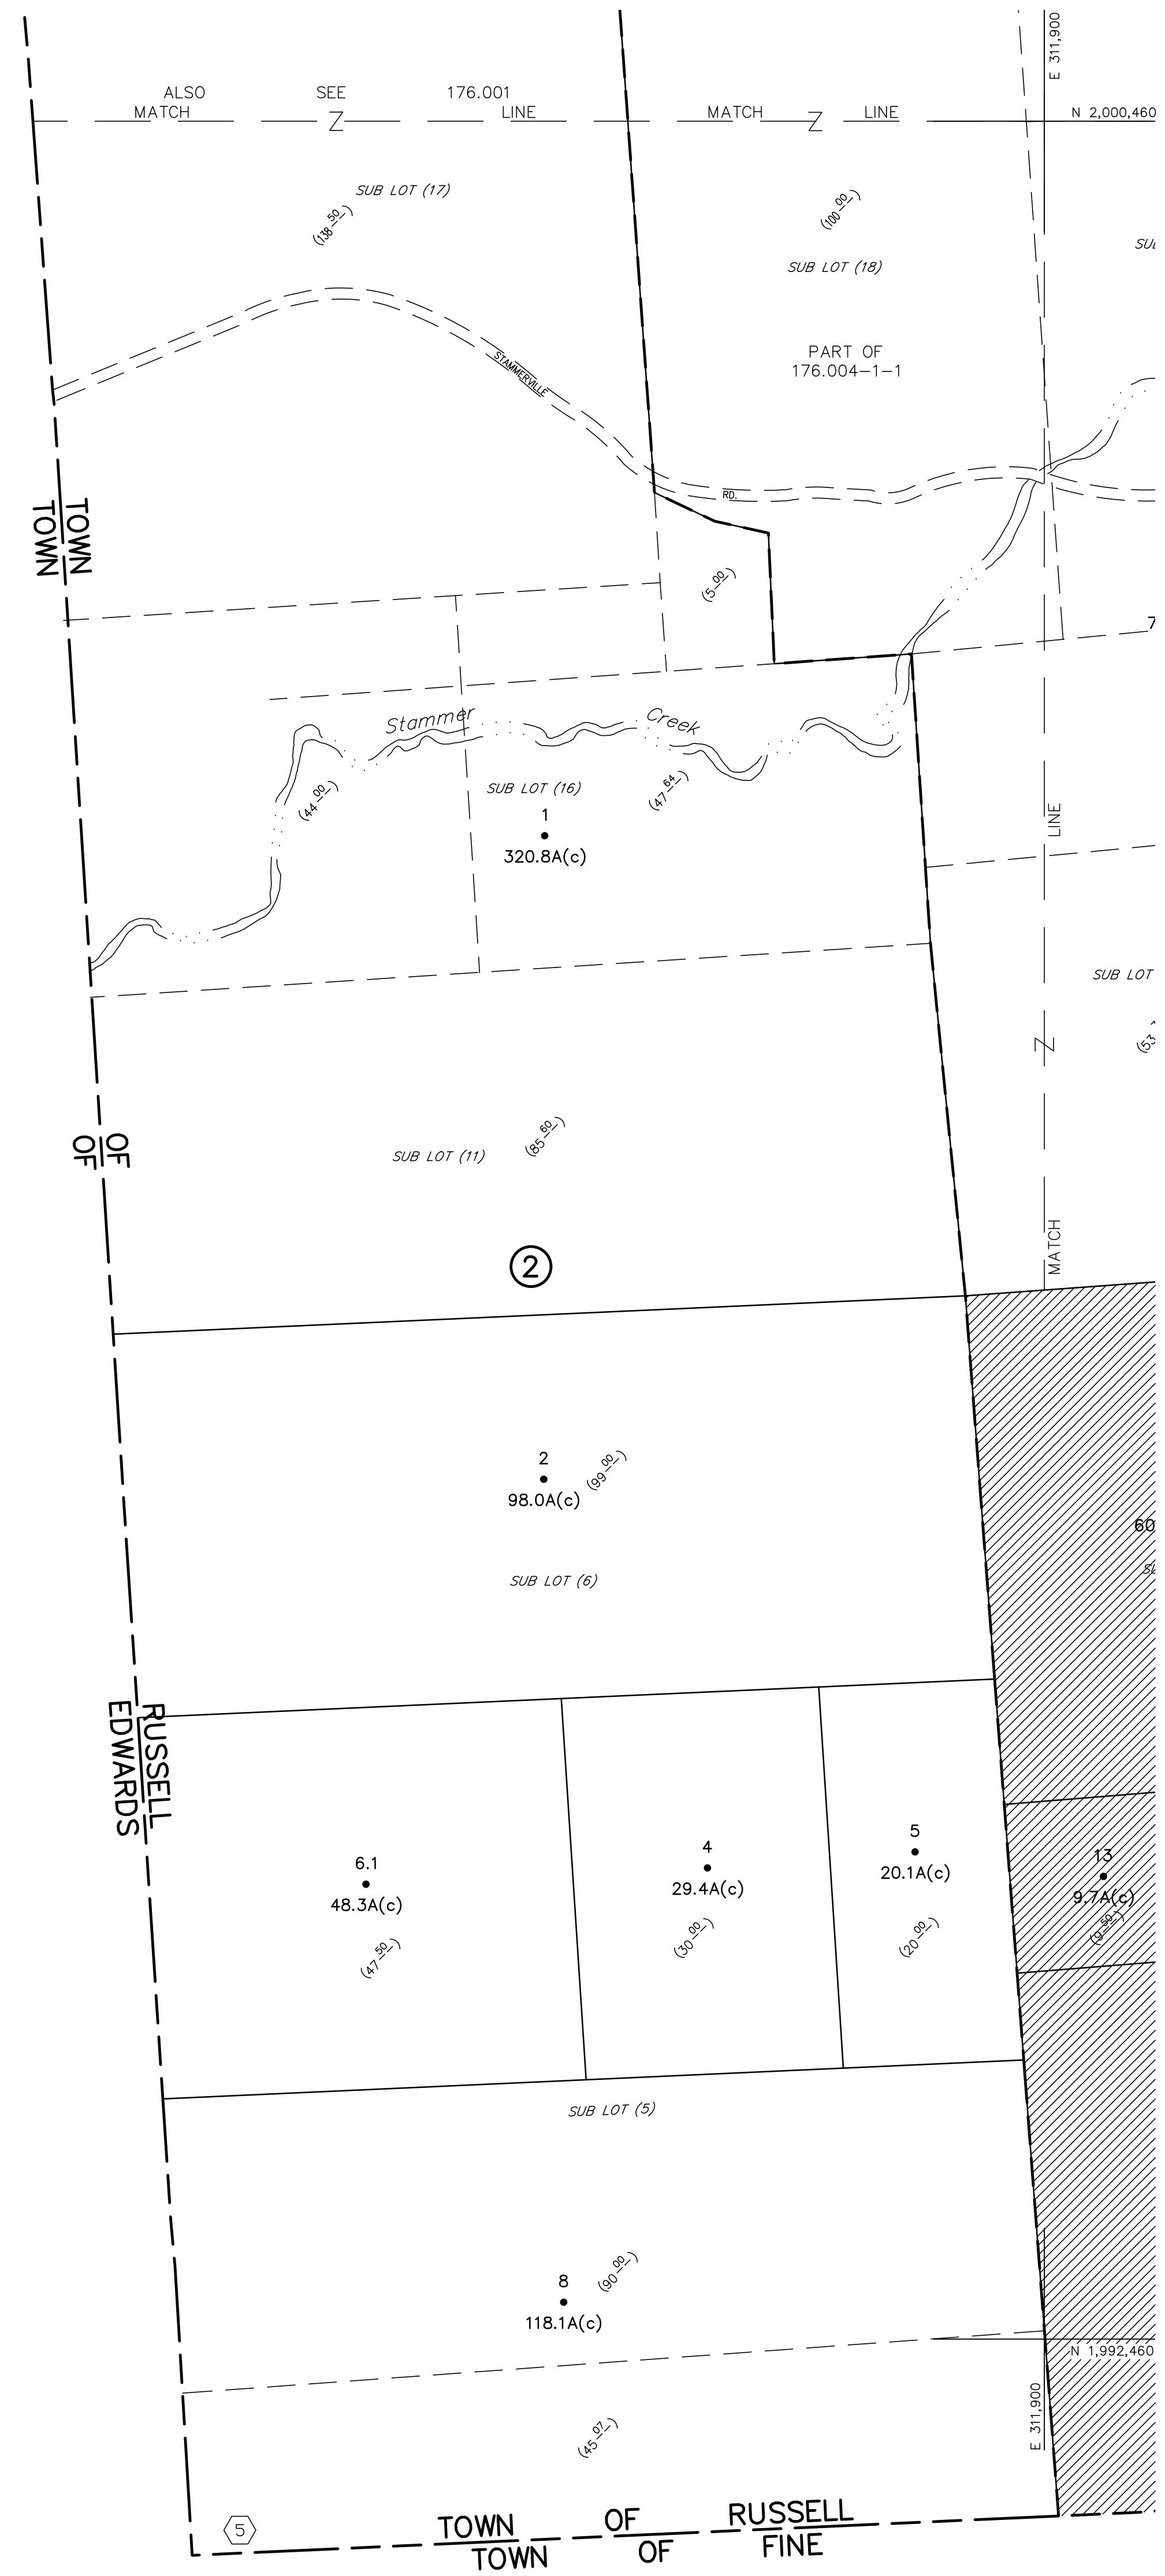 E 311,900
ALSO SEE 176.001
MATCH Z LINE MATCH Z LINE
N 2,000,460
SUB LOT (17)
(138 50)
(100 00)
SUB LOT (18)
PART OF
176.004-1-1
STAMMERVILLE
RD.
TOWN
TOWN
(5 00)
7
Stammer Creek
SUB LOT (16)
(44 00)
(47 64)
1
320.8A(c)
LINE
SUB LOT
Z
(53
SUB LOT (11)
(85 60)
OF
OF
MATCH
2
2
98.0A(c)
(99 00)
60
SUB LOT (6)
RUSSELL
EDWARDS
6.1
48.3A(c)
(47 50)
4
29.4A(c)
(30 00)
5
20.1A(c)
(20 00)
13
9.7A(c)
(9 50)
SUB LOT (5)
8
118.1A(c)
(90 00)
N 1,992,460
E 311,900
(45 07)
5
TOWN OF RUSSELL
TOWN OF FINE